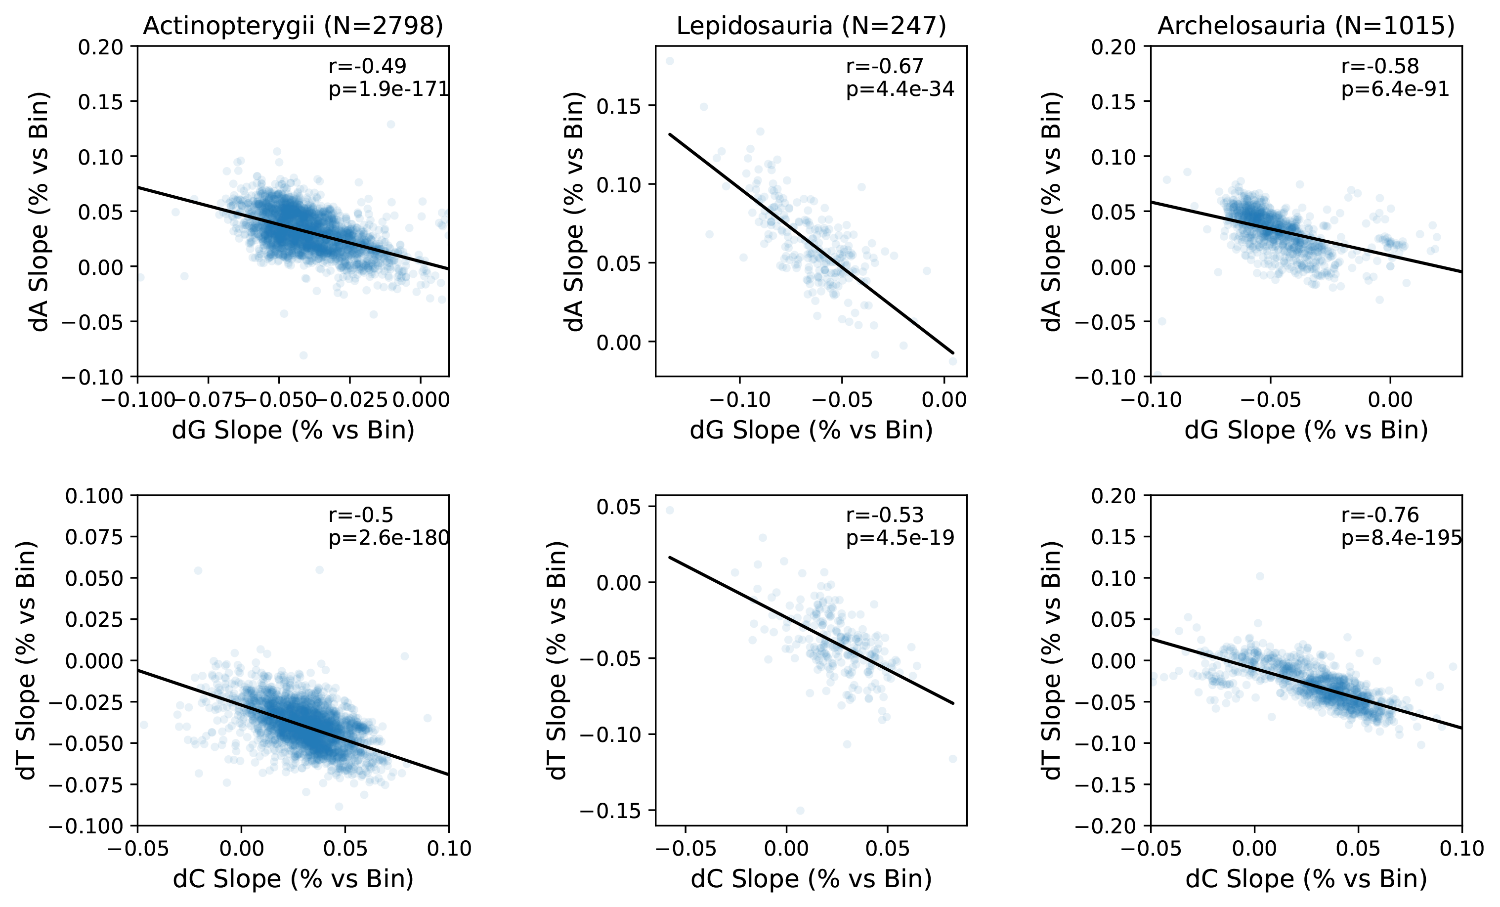 Actinopterygii (N=2798)
Lepidosauria (N=247)
Archelosauria (N=1015)
r=-0.49
p=1.9e-171
0.20
0.15
0.10
0.05
0.00
−0.05
−0.10
dA Slope (% vs Bin)
−0.100
−0.075
−0.050
−0.025
0.000
dG Slope (% vs Bin)
r=-0.67
p=4.4e-34
0.15
0.10
0.05
0.00
dA Slope (% vs Bin)
−0.10
−0.05
0.00
dG Slope (% vs Bin)
r=-0.58
p=6.4e-91
0.20
0.15
0.10
0.05
0.00
−0.05
−0.10
dA Slope (% vs Bin)
−0.10
−0.05
0.00
dG Slope (% vs Bin)
r=-0.5
p=2.6e-180
0.100
0.075
0.050
0.025
0.000
−0.025
−0.050
−0.075
−0.100
dT Slope (% vs Bin)
−0.05
0.00
0.05
0.10
dC Slope (% vs Bin)
r=-0.53
p=4.5e-19
0.05
0.00
−0.05
−0.10
−0.15
dT Slope (% vs Bin)
−0.05
0.00
0.05
dC Slope (% vs Bin)
r=-0.76
p=8.4e-195
0.20
0.15
0.10
0.05
0.00
−0.05
−0.10
−0.15
−0.20
dT Slope (% vs Bin)
−0.05
0.00
0.05
0.10
dC Slope (% vs Bin)